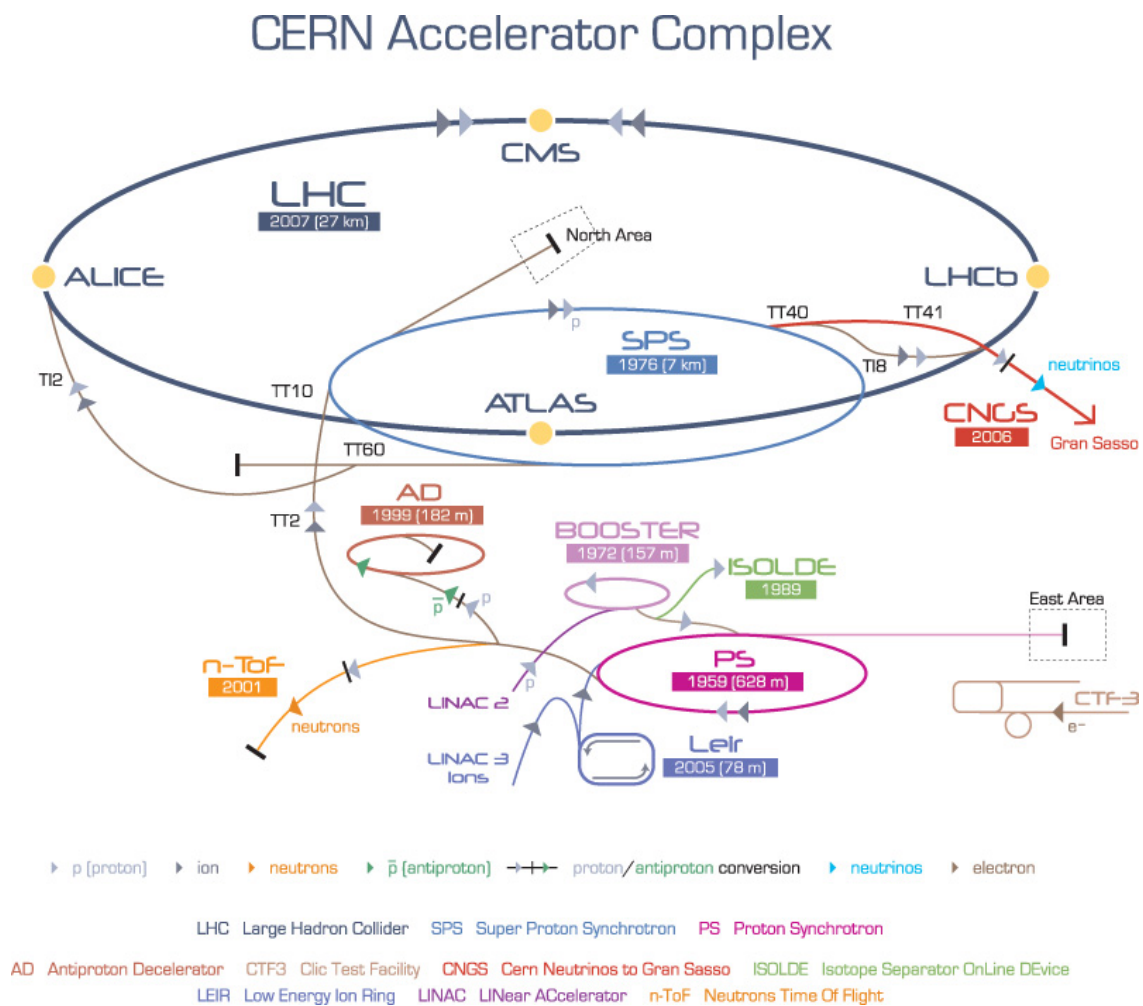 CERN Accelerator Complex
CMS
LHC
2007 (27 km)
North Area
ALICE
LHCb
TT40
TT41
SPS
1976 (7 km)
p
TI8
neutrinos
TI2
TT10
ATLAS
CNGS
2006
Gran Sasso
TT60
AD
1999 (182 m)
TT2
BOOSTER
1972 (157 m)
ISOLDE
1989
p̅
p
East Area
n-ToF
2001
PS
1959 (628 m)
p
LINAC 2
neutrons
CTF-3
e⁻
LINAC 3
Ions
Leir
2005 (78 m)
p (proton) ion neutrons p̅ (antiproton) proton/antiproton conversion neutrinos electron
LHC Large Hadron Collider SPS Super Proton Synchrotron PS Proton Synchrotron
AD Antiproton Decelerator CTF3 Clic Test Facility CNGS Cern Neutrinos to Gran Sasso ISOLDE Isotope Separator OnLine DEvice
LEIR Low Energy Ion Ring LINAC LINear ACcelerator n-ToF Neutrons Time Of Flight